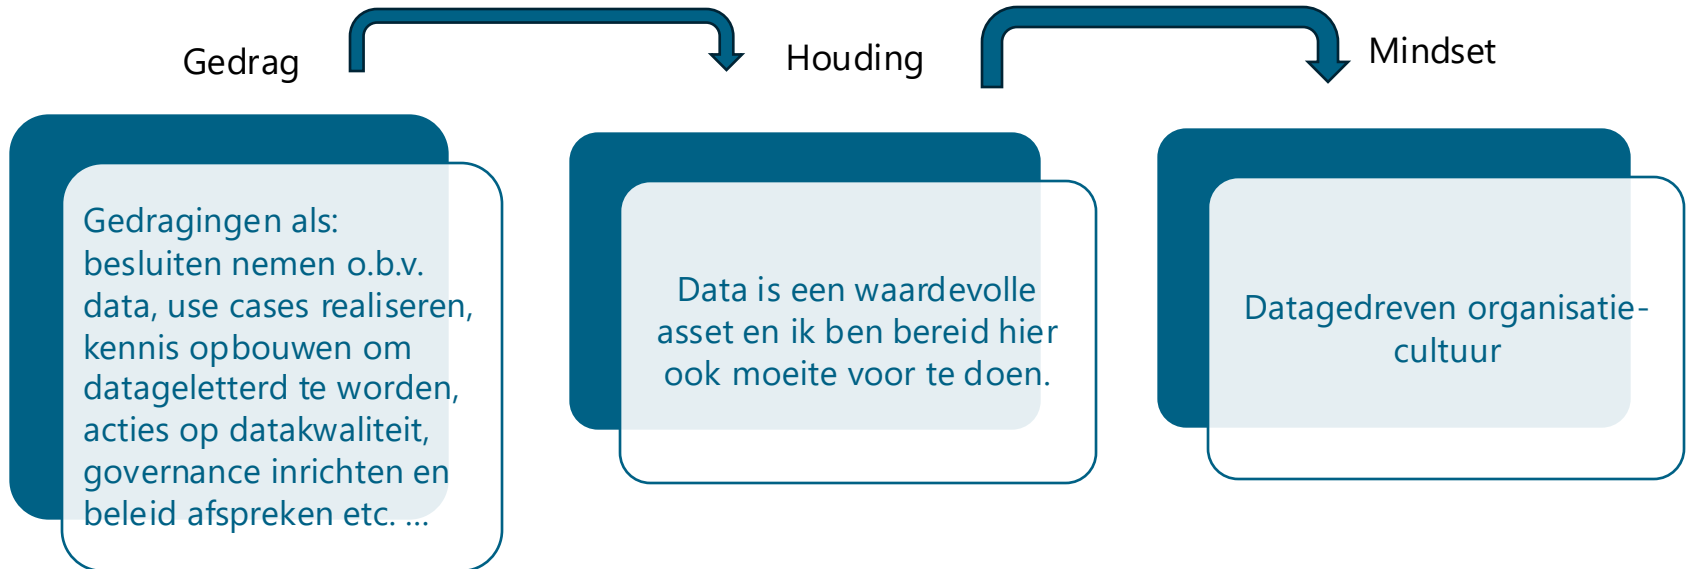 Gedrag
Houding
Mindset
Gedragingen als:
besluiten nemen o.b.v.
data, use cases realiseren,
kennis opbouwen om
datageletterd te worden,
acties op datakwaliteit,
governance inrichten en
beleid afspreken etc. ...
Data is een waardevolle
asset en ik ben bereid hier
ook moeite voor te doen.
Datagedreven organisatie-
cultuur